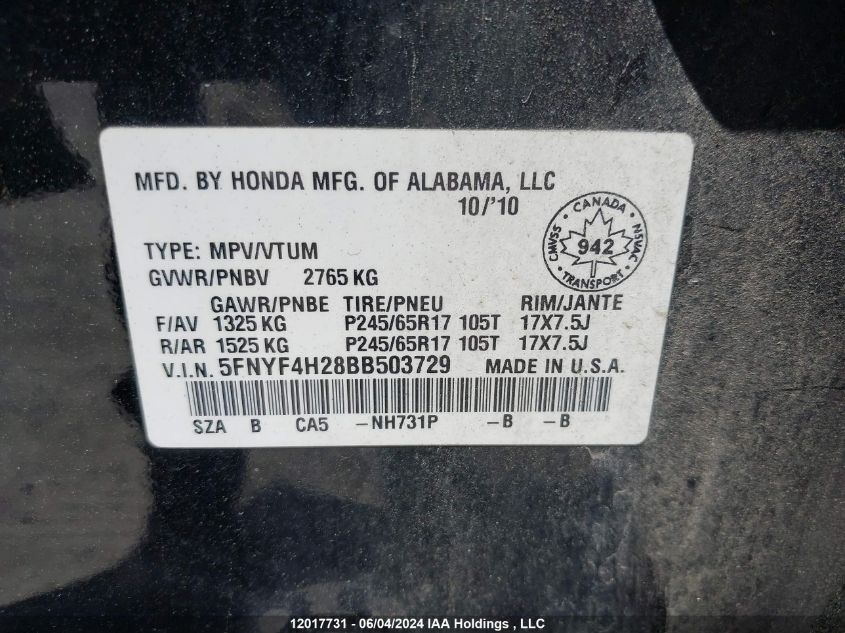 MFD. BY HONDA MFG. OF ALABAMA, LLC
10/'10
CANADA
CMVSS 942 NSVAC
TRANSPORT
TYPE: MPV/VTUM
GVWR/PNBV 2765 KG
GAWR/PNBE TIRE/PNEU RIM/JANTE
F/AV 1325 KG P245/65R17 105T 17X7.5J
R/AR 1525 KG P245/65R17 105T 17X7.5J
V.I.N. 5FNYF4H28BB503729 MADE IN U.S.A.
SZA B CA5 -NH731P -B -B
12017731 - 06/04/2024 IAA Holdings , LLC